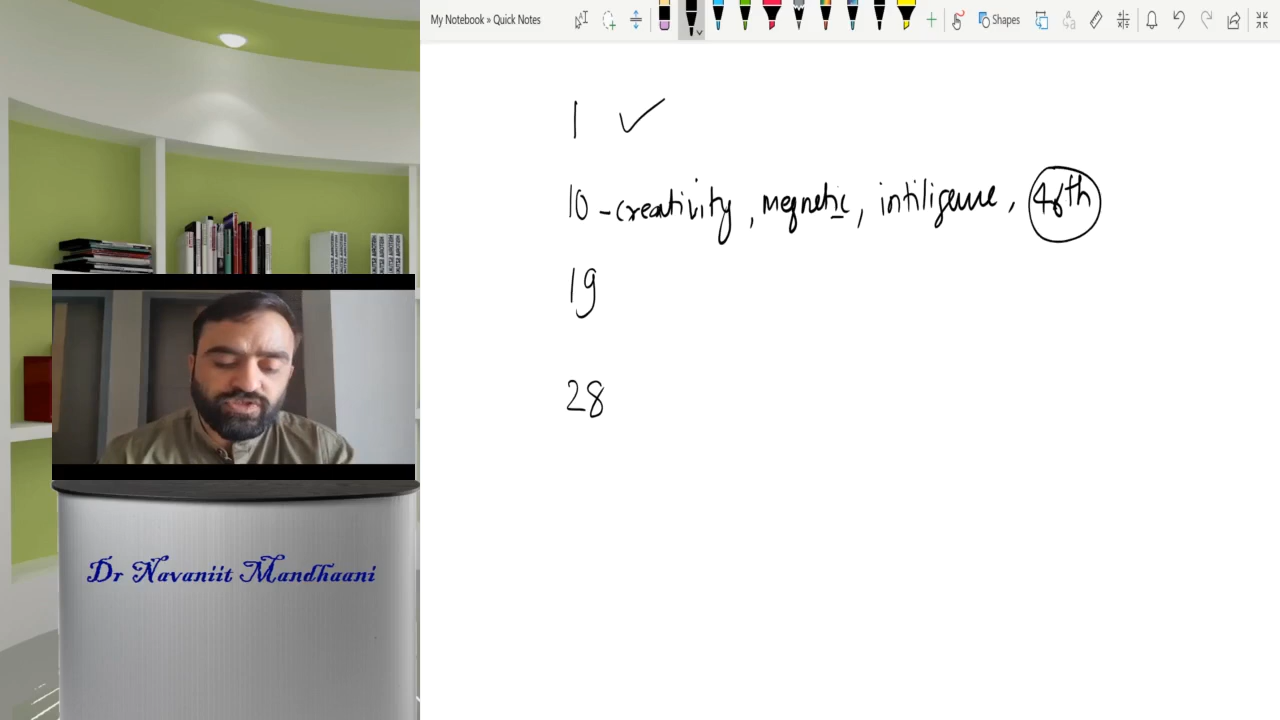 My Notebook » Quick Notes
Shapes
1 ✓
10 - creativity, megnetic, intiligence, 46th
19
28
Dr Navaniit Mandhaani